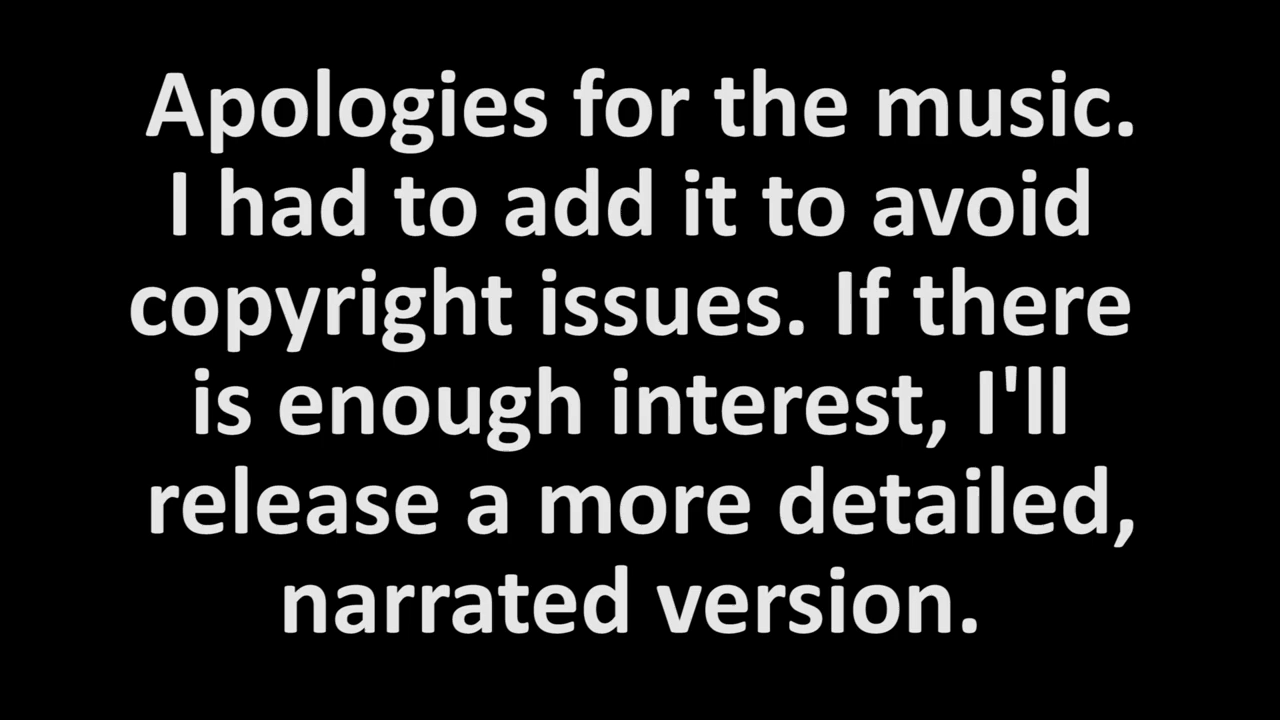 Apologies for the music.
I had to add it to avoid
copyright issues. If there
is enough interest, I'll
release a more detailed,
narrated version.